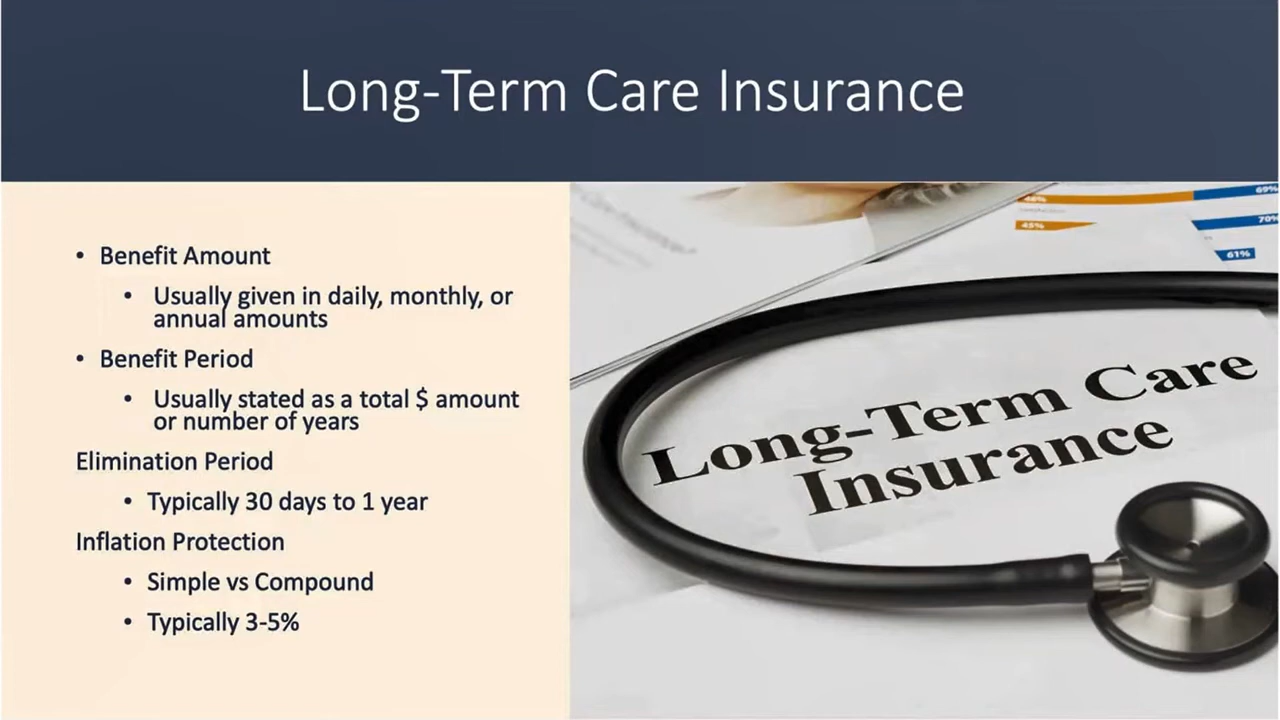 Long-Term Care Insurance
• Benefit Amount
• Usually given in daily, monthly, or
annual amounts
• Benefit Period
• Usually stated as a total $ amount
or number of years
Elimination Period
• Typically 30 days to 1 year
Inflation Protection
• Simple vs Compound
• Typically 3-5%
69%
45%
70%
61%
Long-Term Care
Insurance